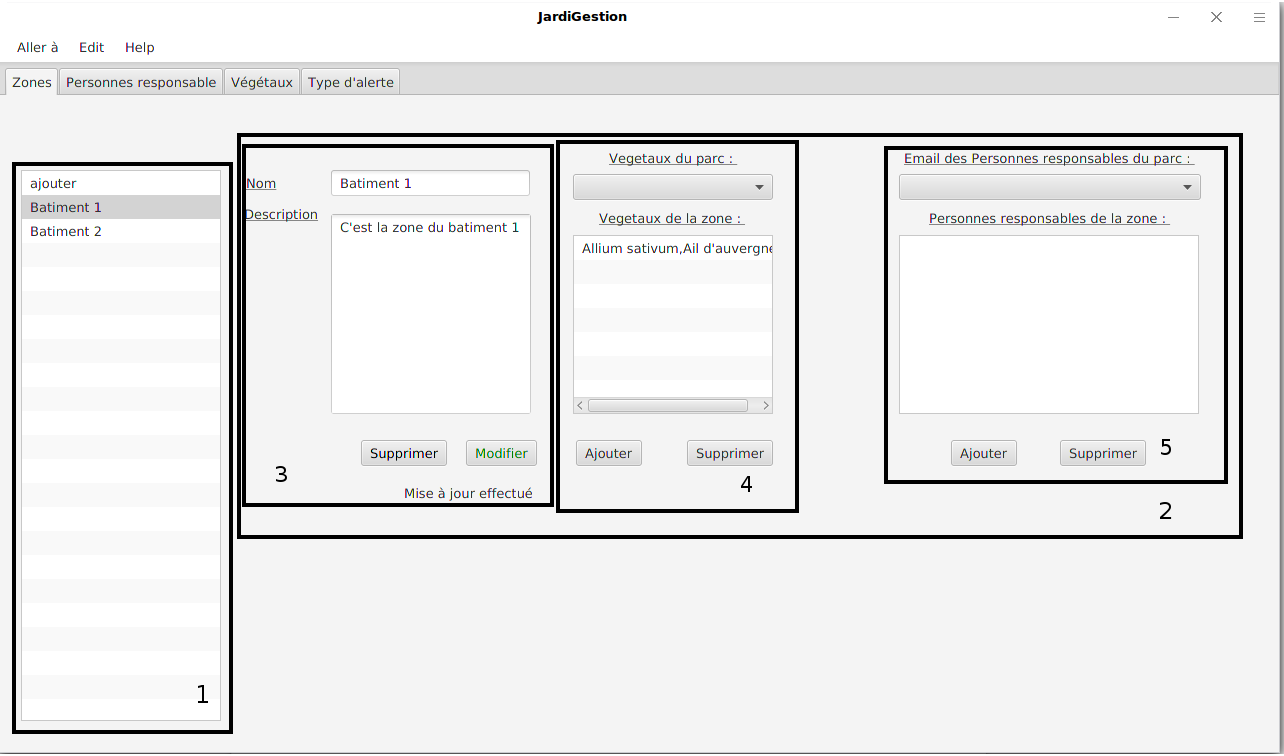 JardiGestion
Aller à Edit Help
Zones Personnes responsable Végétaux Type d'alerte
ajouter
Batiment 1
Batiment 2
1
Nom Batiment 1
Description C'est la zone du batiment 1
Supprimer Modifier
3
Mise à jour effectué
Vegetaux du parc :
Vegetaux de la zone :
Allium sativum,Ail d'auvergne
Ajouter Supprimer
4
Email des Personnes responsables du parc :
Personnes responsables de la zone :
Ajouter Supprimer
5
2